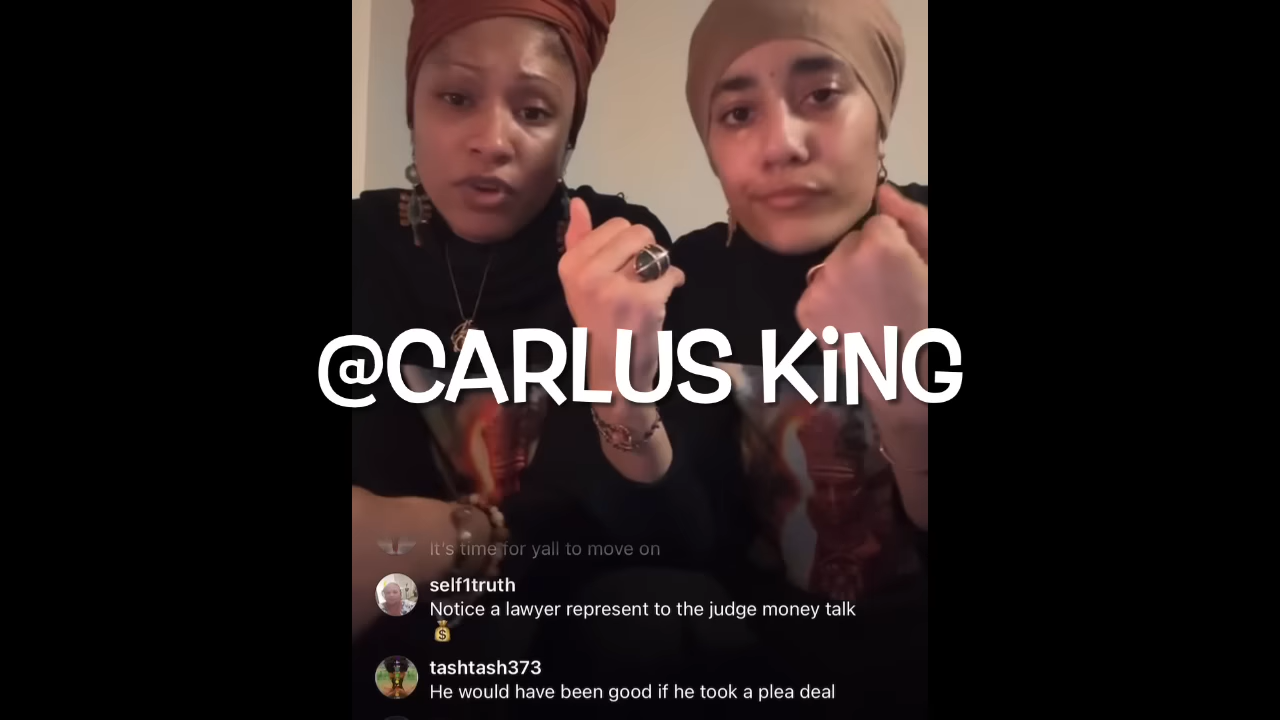 @CARLUS KiNG
It's time for yall to move on
self1truth
Notice a lawyer represent to the judge money talk
💰
tashtash373
He would have been good if he took a plea deal